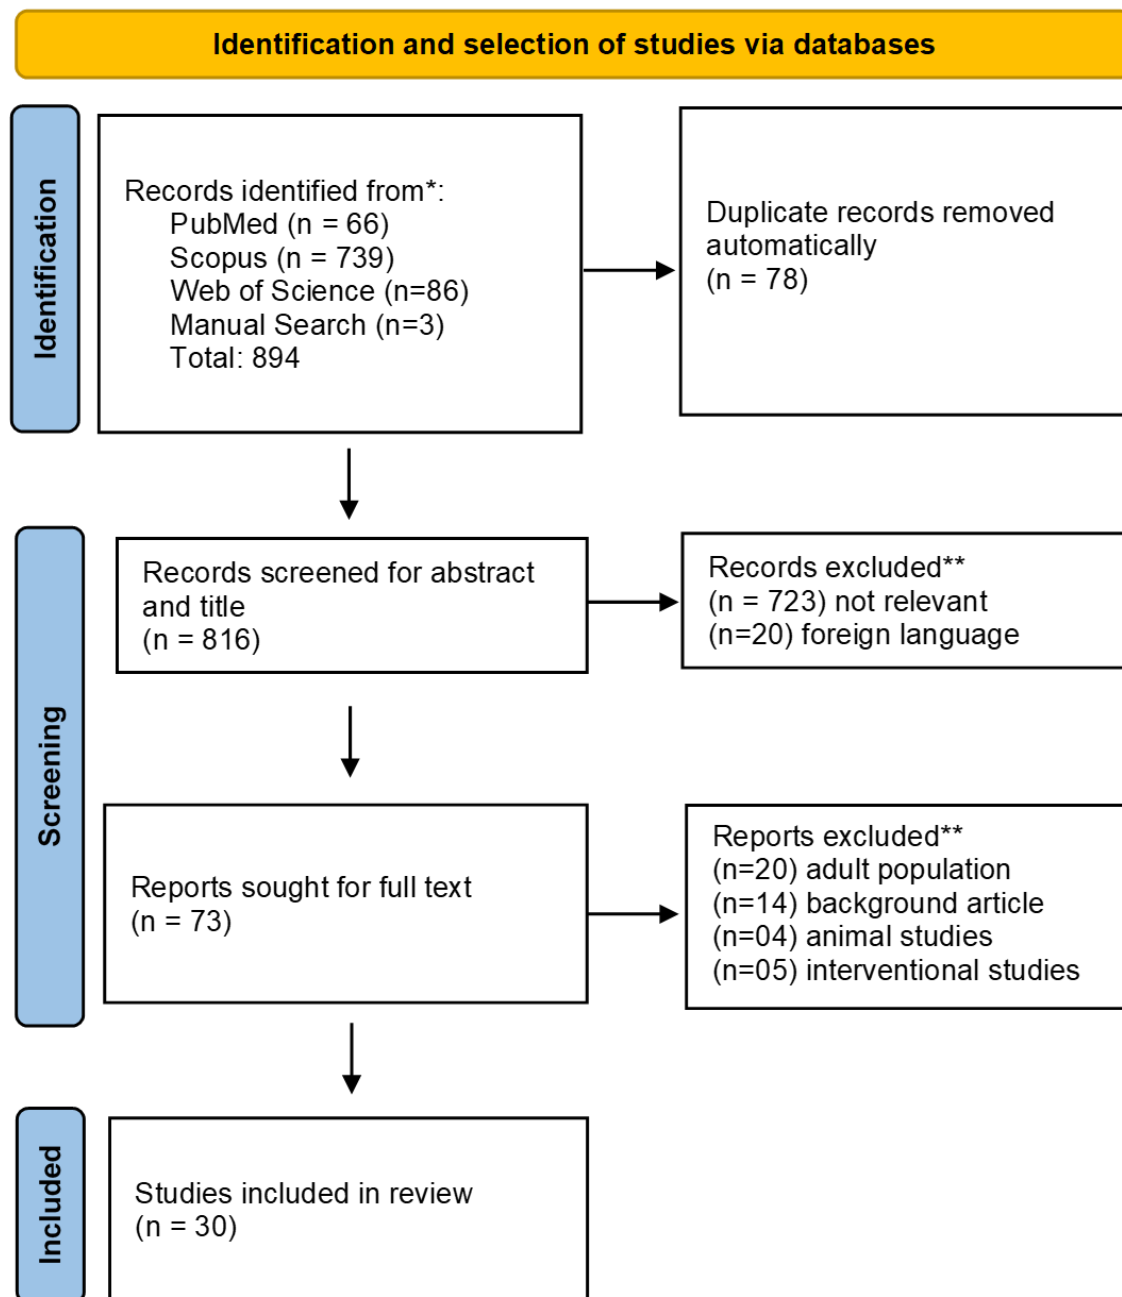 Identification and selection of studies via databases
Identification
Records identified from*:
PubMed (n = 66)
Scopus (n = 739)
Web of Science (n=86)
Manual Search (n=3)
Total: 894
Duplicate records removed
automatically
(n = 78)
Screening
Records screened for abstract
and title
(n = 816)
Records excluded**
(n = 723) not relevant
(n=20) foreign language
Reports sought for full text
(n = 73)
Reports excluded**
(n=20) adult population
(n=14) background article
(n=04) animal studies
(n=05) interventional studies
Included
Studies included in review
(n = 30)